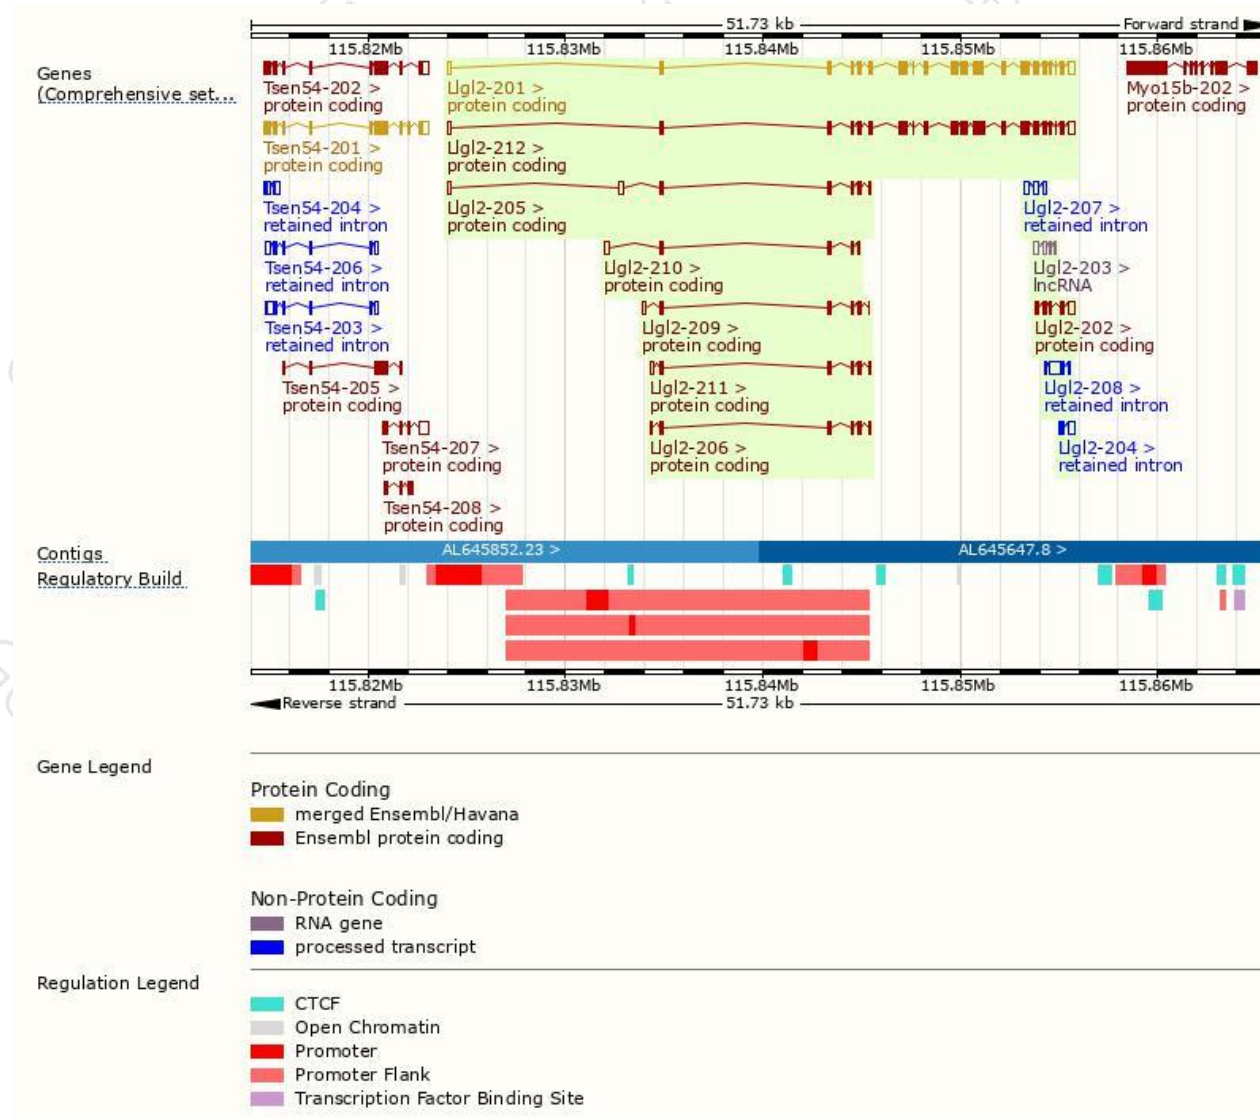 51.73 kb
Forward strand
115.82Mb 115.83Mb 115.84Mb 115.85Mb 115.86Mb
Genes
(Comprehensive set...
Tsen54-202 >
protein coding
Llgl2-201 >
protein coding
Myo15b-202 >
protein coding
Tsen54-201 >
protein coding
Llgl2-212 >
protein coding
Tsen54-204 >
retained intron
Llgl2-205 >
protein coding
Llgl2-207 >
retained intron
Tsen54-206 >
retained intron
Llgl2-210 >
protein coding
Llgl2-203 >
lncRNA
Tsen54-203 >
retained intron
Llgl2-209 >
protein coding
Llgl2-202 >
protein coding
Tsen54-205 >
protein coding
Llgl2-211 >
protein coding
Llgl2-208 >
retained intron
Tsen54-207 >
protein coding
Llgl2-206 >
protein coding
Llgl2-204 >
retained intron
Tsen54-208 >
protein coding
Contigs
AL645852.23 >
AL645647.8 >
Regulatory Build
115.82Mb 115.83Mb 115.84Mb 115.85Mb 115.86Mb
Reverse strand
51.73 kb
Gene Legend
Protein Coding
merged Ensembl/Havana
Ensembl protein coding
Non-Protein Coding
RNA gene
processed transcript
Regulation Legend
CTCF
Open Chromatin
Promoter
Promoter Flank
Transcription Factor Binding Site